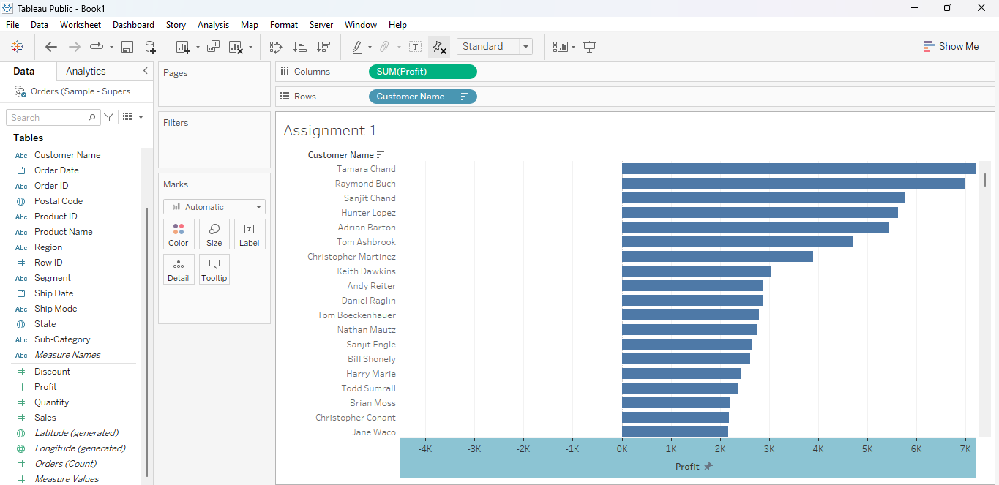 Tableau Public - Book1
File Data Worksheet Dashboard Story Analysis Map Format Server Window Help
Standard
Show Me
Data Analytics
Orders (Sample - Supers...
Search
Tables
Abc Customer Name
Order Date
Abc Order ID
Postal Code
Abc Product ID
Abc Product Name
Abc Region
Row ID
Abc Segment
Ship Date
Abc Ship Mode
State
Abc Sub-Category
Abc Measure Names
Discount
Profit
Quantity
Sales
Latitude (generated)
Longitude (generated)
Orders (Count)
Measure Values
Pages
Filters
Marks
Automatic
Color Size Label
Detail Tooltip
Columns SUM(Profit)
Rows Customer Name
Assignment 1
Customer Name
Tamara Chand
Raymond Buch
Sanjit Chand
Hunter Lopez
Adrian Barton
Tom Ashbrook
Christopher Martinez
Keith Dawkins
Andy Reiter
Daniel Raglin
Tom Boeckenhauer
Nathan Mautz
Sanjit Engle
Bill Shonely
Harry Marie
Todd Sumrall
Brian Moss
Christopher Conant
Jane Waco
-4K -3K -2K -1K 0K 1K 2K 3K 4K 5K 6K 7K
Profit